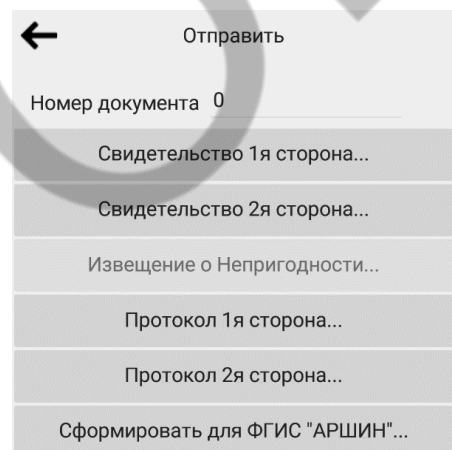 Отправить
Номер документа 0
Свидетельство 1я сторона...
Свидетельство 2я сторона...
Извещение о Непригодности...
Протокол 1я сторона...
Протокол 2я сторона...
Сформировать для ФГИС "АРШИН"...